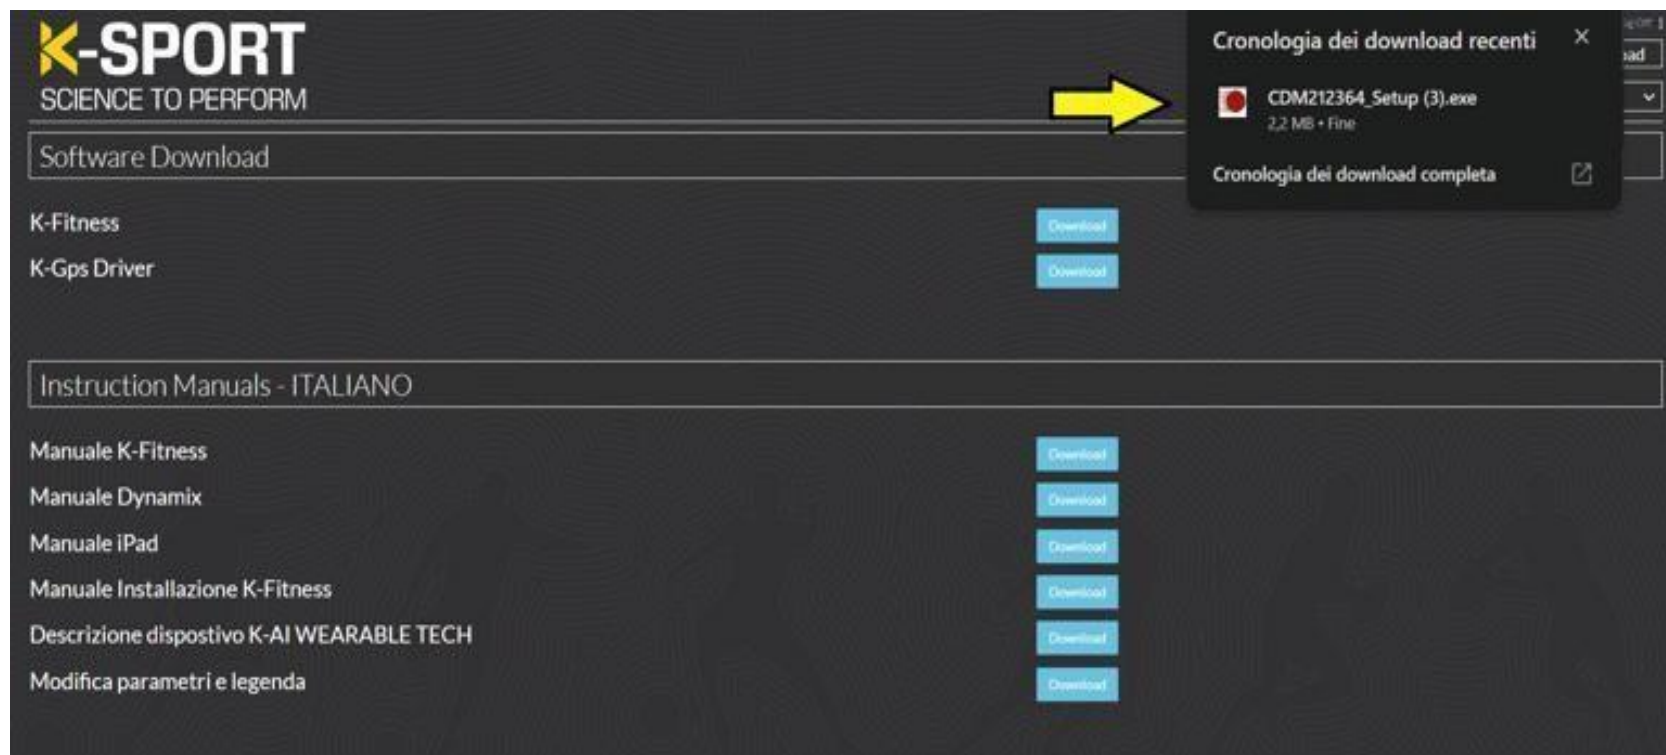 K-SPORT
SCIENCE TO PERFORM
Cronologia dei download recenti
CDM212364_Setup (3).exe
2,2 MB • Fine
Cronologia dei download completa
Software Download
K-Fitness
Download
K-Gps Driver
Download
Instruction Manuals - ITALIANO
Manuale K-Fitness
Download
Manuale Dynamix
Download
Manuale iPad
Download
Manuale Installazione K-Fitness
Download
Descrizione dispostivo K-AI WEARABLE TECH
Download
Modifica parametri e legenda
Download